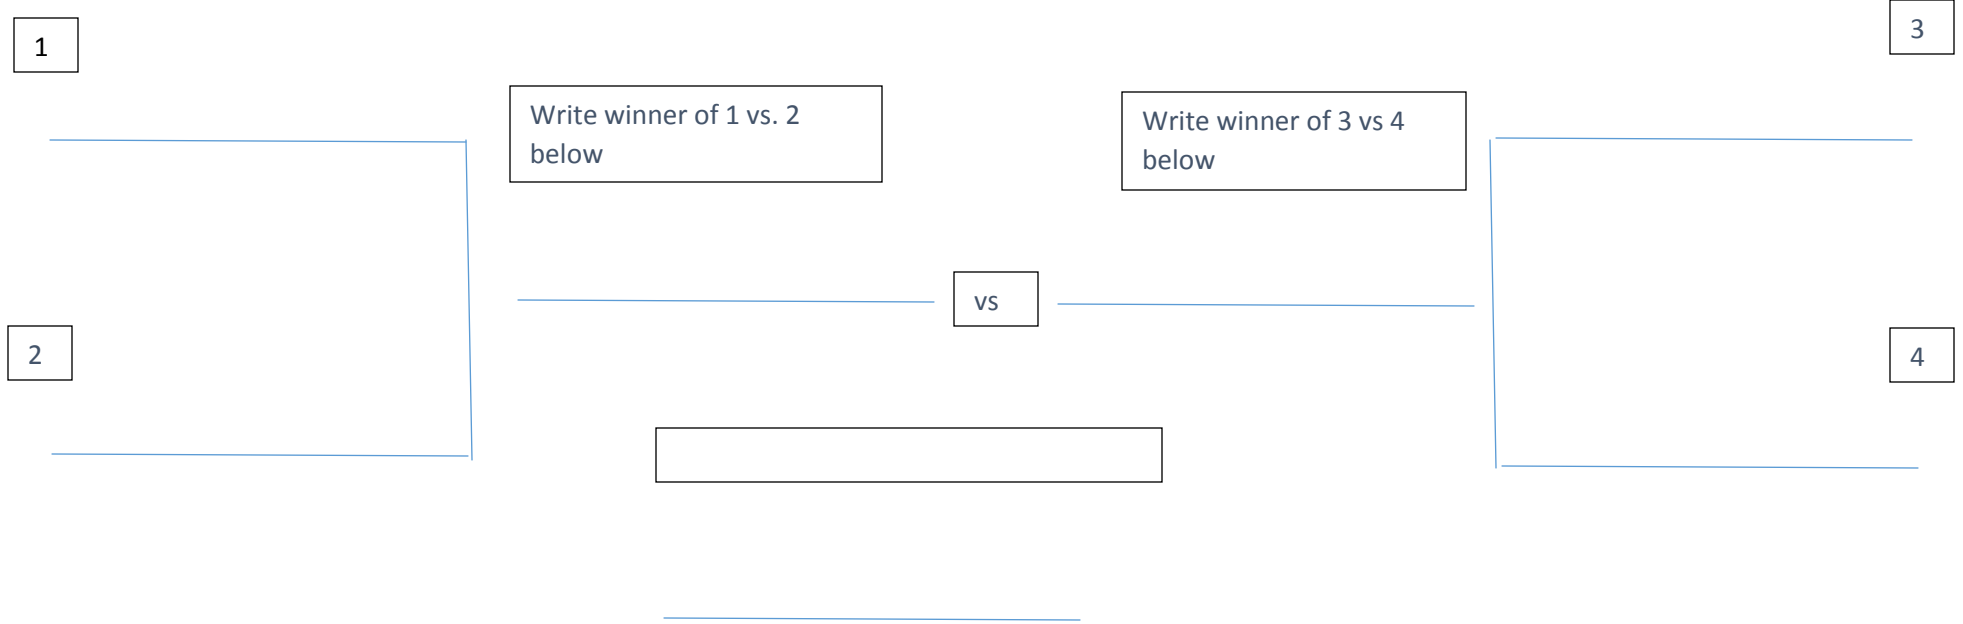 1
3
Write winner of 1 vs. 2
below
Write winner of 3 vs 4
below
vs
2
4